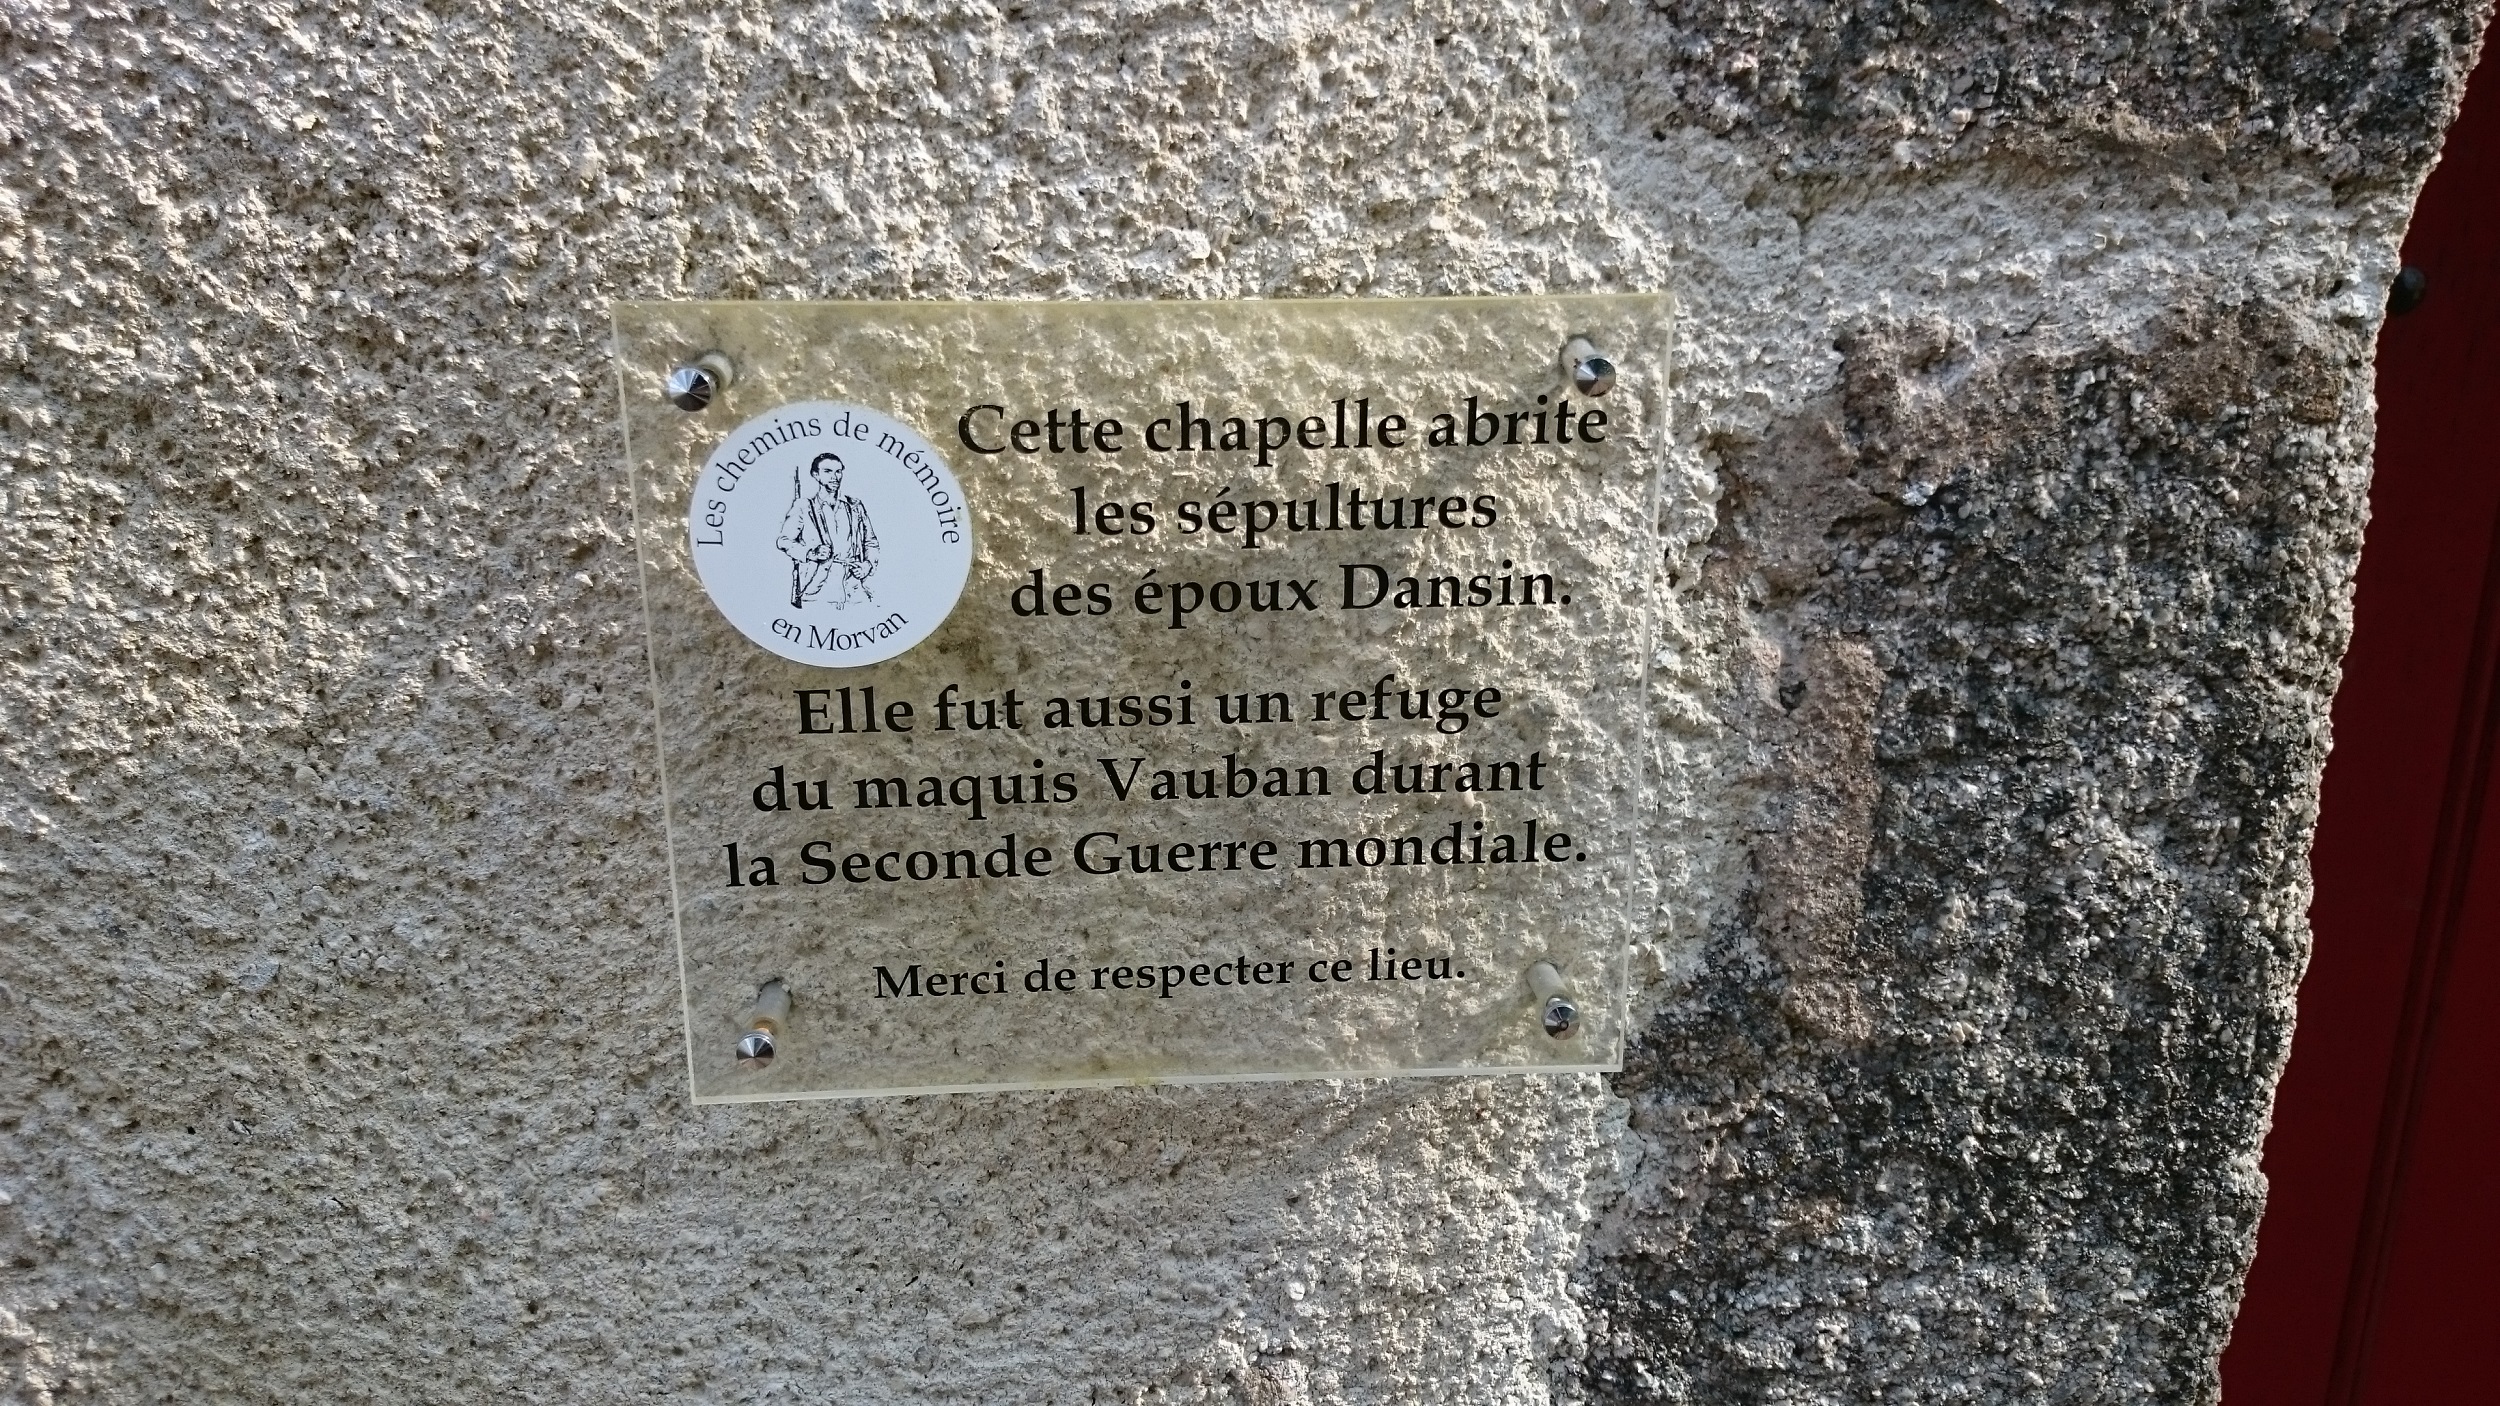 Les chemins de mémoire
en Morvan
Cette chapelle abrite
les sépultures
des époux Dansin.
Elle fut aussi un refuge
du maquis Vauban durant
la Seconde Guerre mondiale.
Merci de respecter ce lieu.